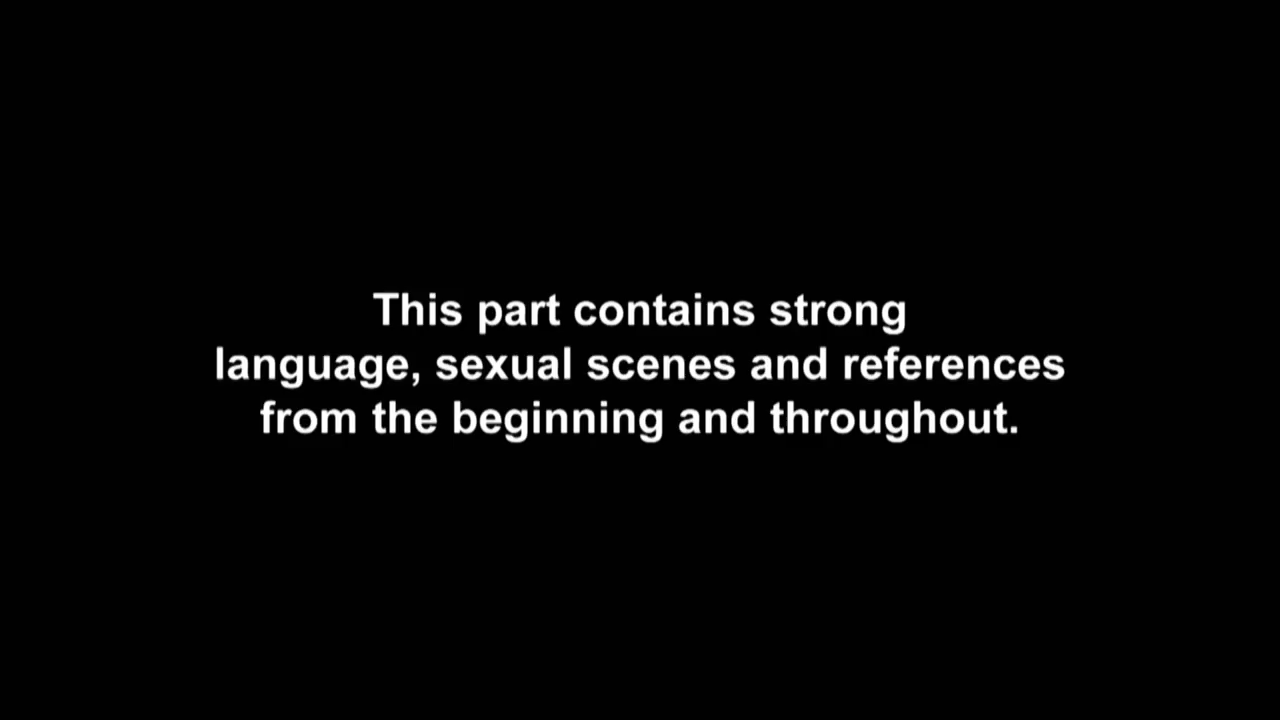 This part contains strong
language, sexual scenes and references
from the beginning and throughout.